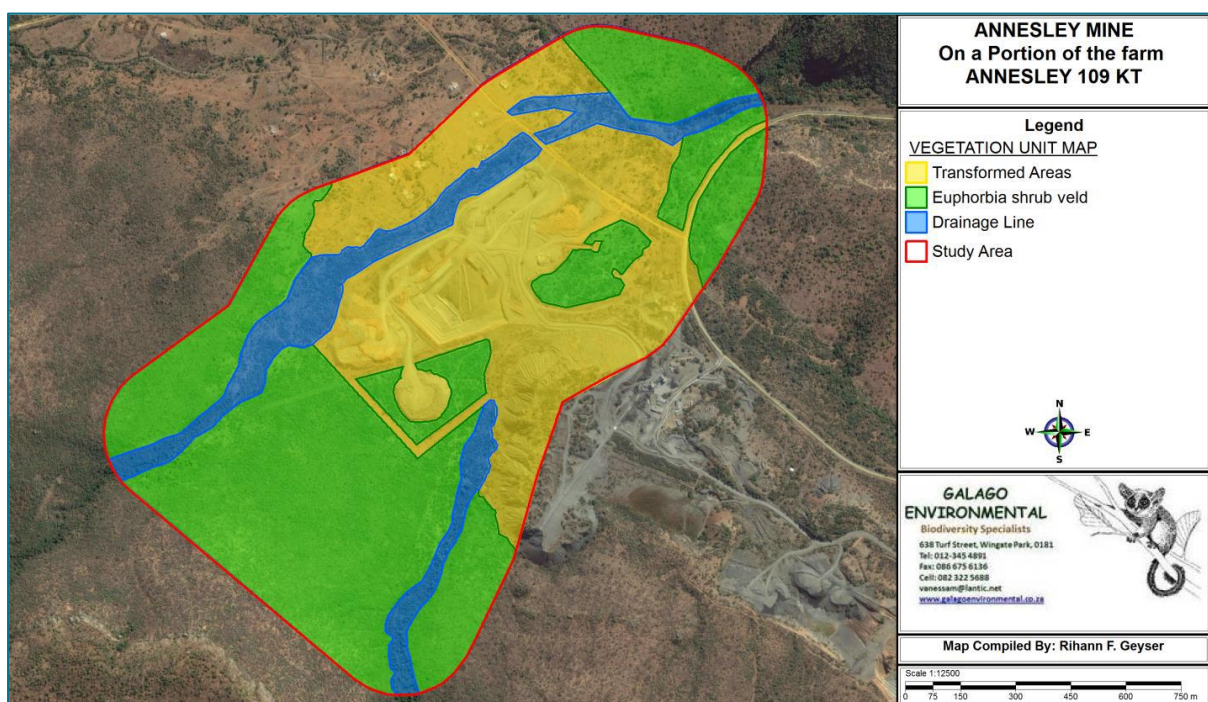 ANNESLEY MINE
On a Portion of the farm
ANNESLEY 109 KT
Legend
VEGETATION UNIT MAP
Transformed Areas
Euphorbia shrub veld
Drainage Line
Study Area
N
W E
S
GALAGO
ENVIRONMENTAL
Biodiversity Specialists
638 Turf Street, Wingate Park, 0181
Tel: 012-345 4891
Fax: 086 675 6136
Cell: 082 322 5688
vanessam@lantic.net
www.galagoenvironmental.co.za
Map Compiled By: Rihann F. Geyser
Scale 1:12500
0 75 150 300 450 600 750 m